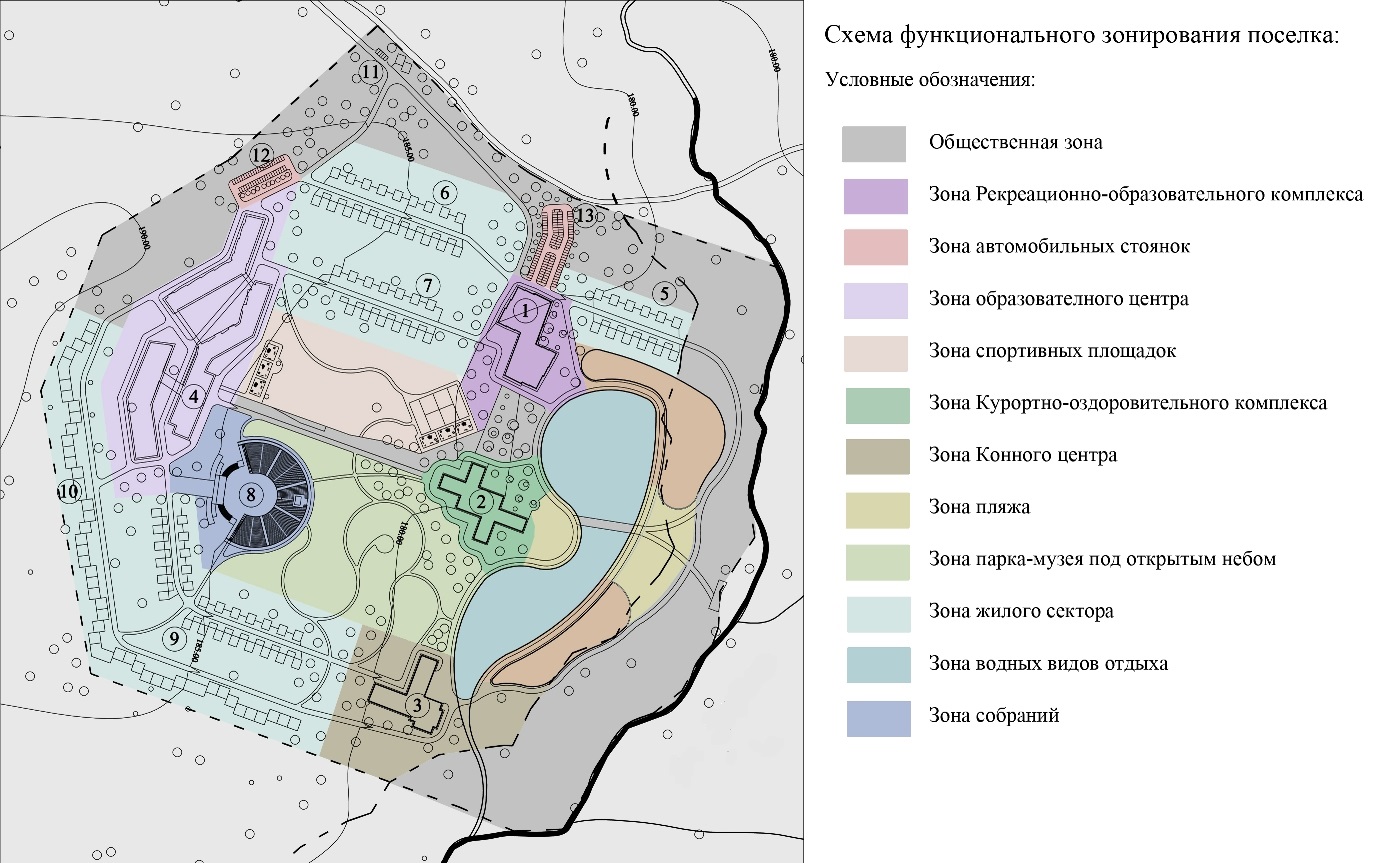 Схема функционального зонирования поселка:
Условные обозначения:
Общественная зона
Зона Рекреационно-образовательного комплекса
Зона автомобильных стоянок
Зона образователного центра
Зона спортивных площадок
Зона Курортно-оздоровительного комплекса
Зона Конного центра
Зона пляжа
Зона парка-музея под открытым небом
Зона жилого сектора
Зона водных видов отдыха
Зона собраний
11
12
6
13
7
5
1
4
10
8
2
9
3
180.00
180.00
185.00
190.00
180.00
185.00